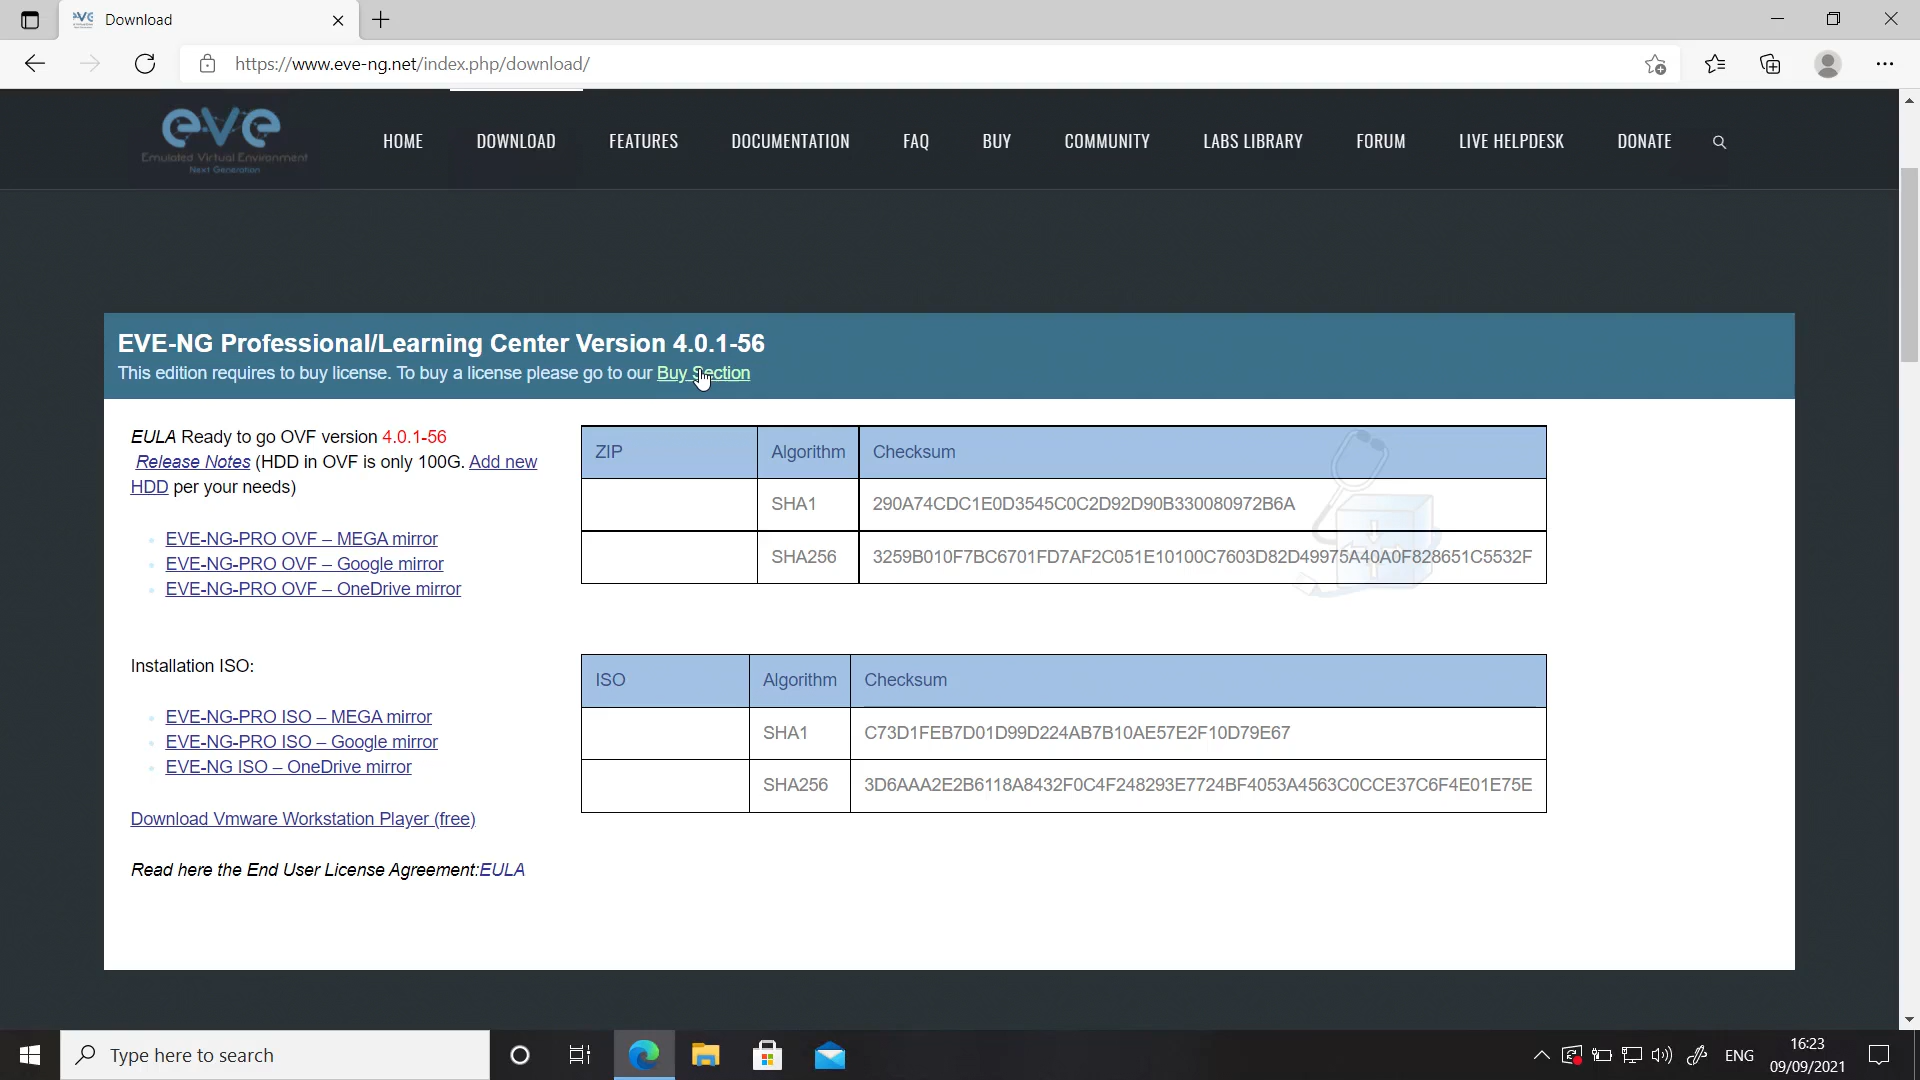 Download
https://www.eve-ng.net/index.php/download/
eve
Emulated Virtual Environment
Next Generation
HOME DOWNLOAD FEATURES DOCUMENTATION FAQ BUY COMMUNITY LABS LIBRARY FORUM LIVE HELPDESK DONATE
EVE-NG Professional/Learning Center Version 4.0.1-56
This edition requires to buy license. To buy a license please go to our Buy Section
EULA Ready to go OVF version 4.0.1-56
Release Notes (HDD in OVF is only 100G. Add new
HDD per your needs)
EVE-NG-PRO OVF – MEGA mirror
EVE-NG-PRO OVF – Google mirror
EVE-NG-PRO OVF – OneDrive mirror
ZIP Algorithm Checksum
SHA1 290A74CDC1E0D3545C0C2D92D90B330080972B6A
SHA256 3259B010F7BC6701FD7AF2C051E10100C7603D82D49975A40A0F828651C5532F
Installation ISO:
EVE-NG-PRO ISO – MEGA mirror
EVE-NG-PRO ISO – Google mirror
EVE-NG ISO – OneDrive mirror
ISO Algorithm Checksum
SHA1 C73D1FEB7D01D99D224AB7B10AE57E2F10D79E67
SHA256 3D6AAA2E2B6118A8432F0C4F248293E7724BF4053A4563C0CCE37C6F4E01E75E
Download Vmware Workstation Player (free)
Read here the End User License Agreement:EULA
Type here to search
ENG
16:23
09/09/2021